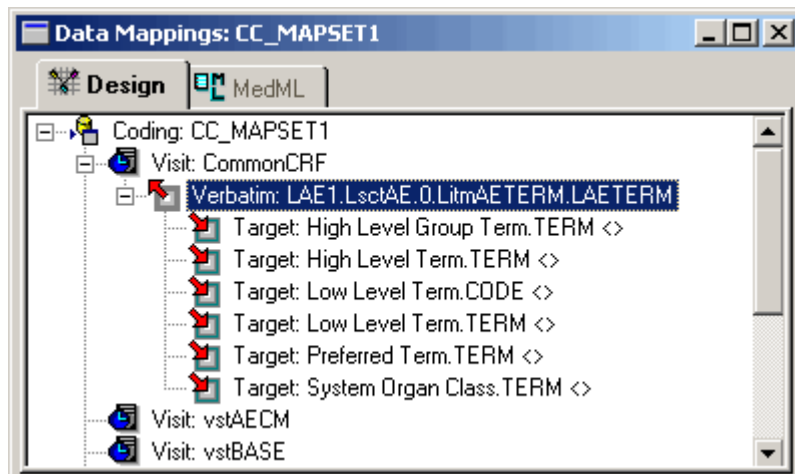 Data Mappings: CC_MAPSET1
Design MedML
Coding: CC_MAPSET1
Visit: CommonCRF
Verbatim: LAE1.LsctAE.0.LitmAETERM.LAETERM
Target: High Level Group Term.TERM <>
Target: High Level Term.TERM <>
Target: Low Level Term.CODE <>
Target: Low Level Term.TERM <>
Target: Preferred Term.TERM <>
Target: System Organ Class.TERM <>
Visit: vstAECM
Visit: vstBASE